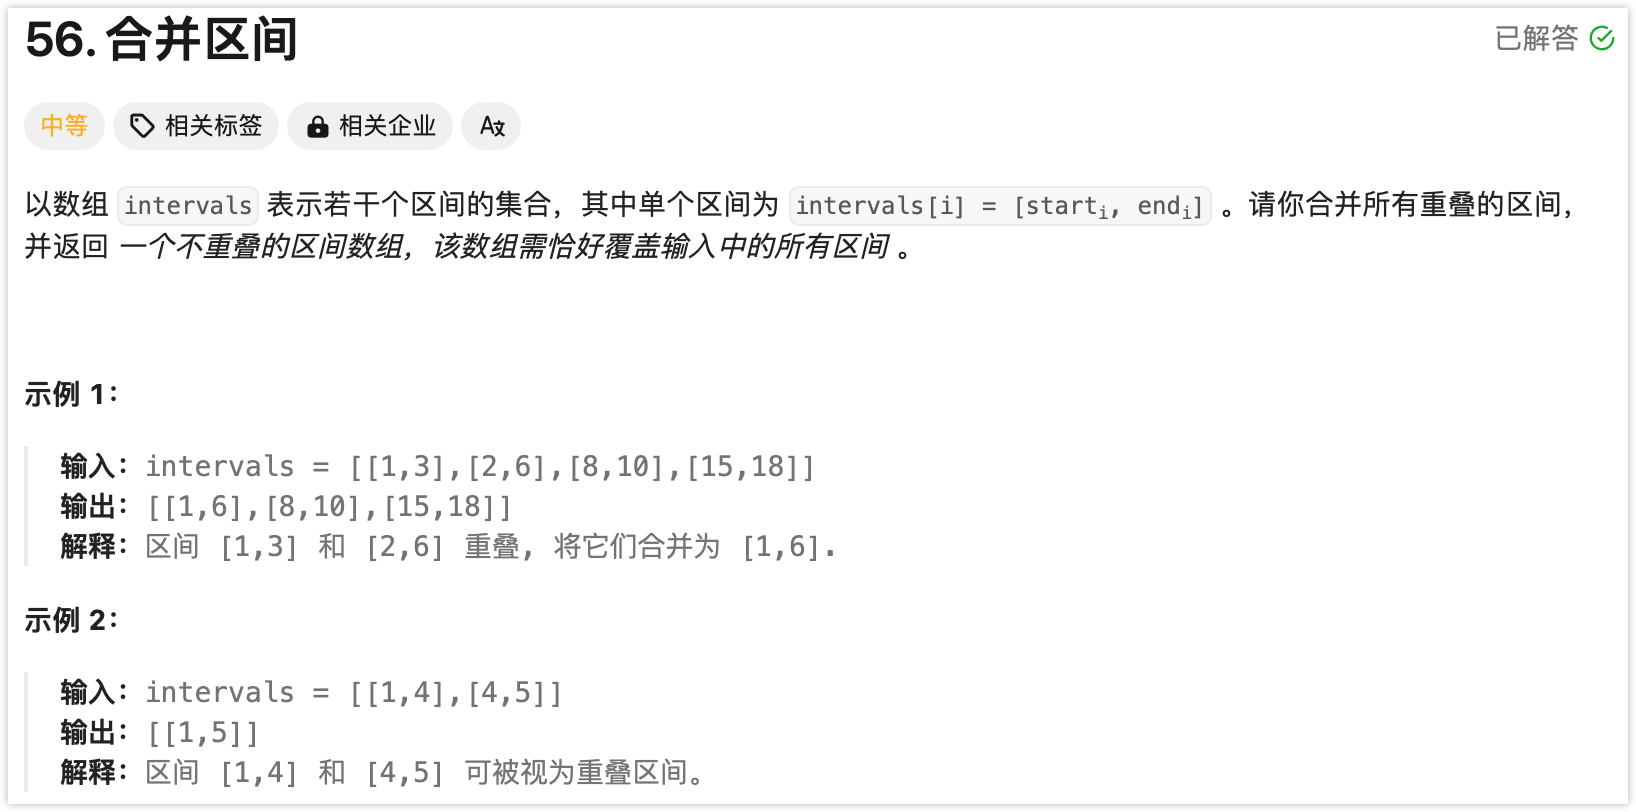 56. 合并区间
已解答
中等 相关标签 相关企业
以数组 intervals 表示若干个区间的集合，其中单个区间为 intervals[i] = [starti, endi] 。请你合并所有重叠的区间，
并返回 一个不重叠的区间数组，该数组需恰好覆盖输入中的所有区间 。
示例 1：
输入：intervals = [[1,3],[2,6],[8,10],[15,18]]
输出：[[1,6],[8,10],[15,18]]
解释：区间 [1,3] 和 [2,6] 重叠, 将它们合并为 [1,6].
示例 2：
输入：intervals = [[1,4],[4,5]]
输出：[[1,5]]
解释：区间 [1,4] 和 [4,5] 可被视为重叠区间。